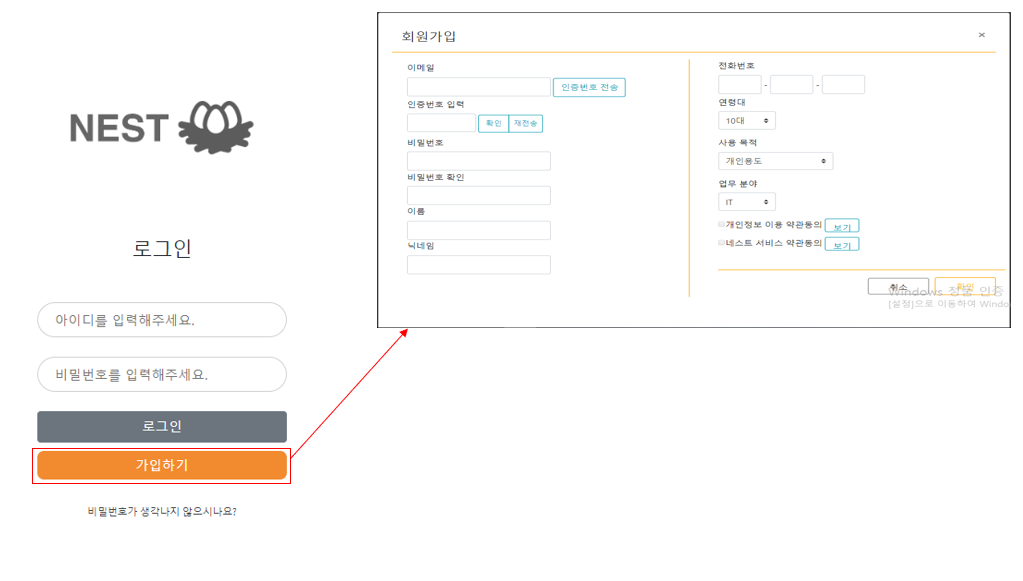 NEST
로그인
아이디를 입력해주세요.
비밀번호를 입력해주세요.
로그인
가입하기
비밀번호가 생각나지 않으시나요?
회원가입 ×
이메일
인증번호 전송
인증번호 입력
확인 재전송
비밀번호
비밀번호 확인
이름
닉네임
전화번호
- -
연령대
10대
사용 목적
개인용도
업무 분야
IT
개인정보 이용 약관동의 보기
네스트 서비스 약관동의 보기
취소 확인
Windows 정품 인증
[설정]으로 이동하여 Windo